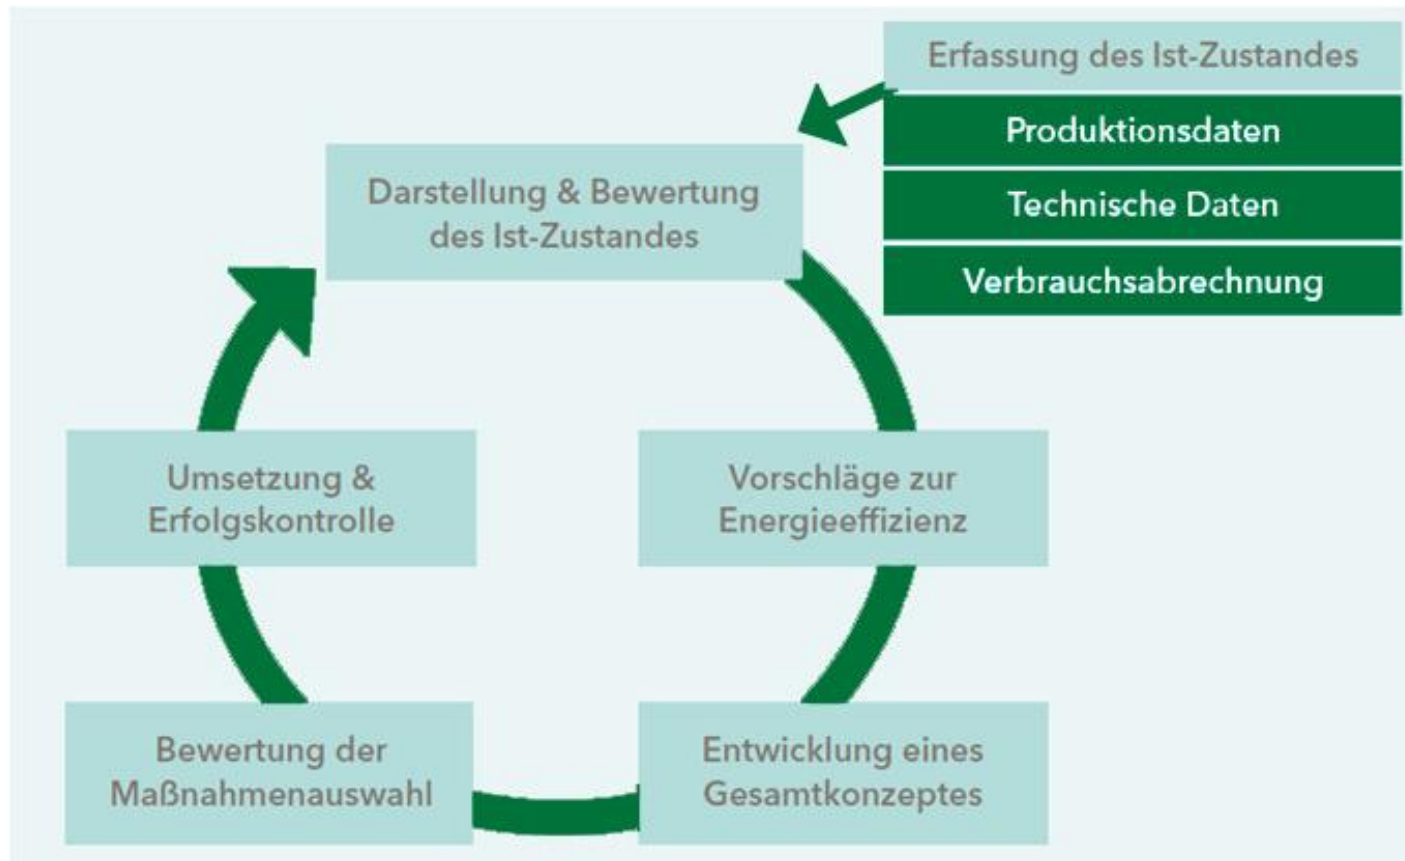 Erfassung des Ist-Zustandes
Produktionsdaten
Technische Daten
Verbrauchsabrechnung
Darstellung & Bewertung
des Ist-Zustandes
Vorschläge zur
Energieeffizienz
Entwicklung eines
Gesamtkonzeptes
Bewertung der
Maßnahmenauswahl
Umsetzung &
Erfolgskontrolle